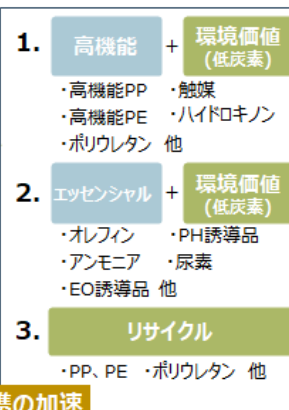 1. 高機能 + 環境価値
(低炭素)
・高機能PP ・触媒
・高機能PE ・ハイドロキノン
・ポリウレタン 他
2. エッセンシャル + 環境価値
(低炭素)
・オレフィン ・PH誘導品
・アンモニア ・尿素
・EO誘導品 他
3. リサイクル
・PP、PE ・ポリウレタン 他
携の加速